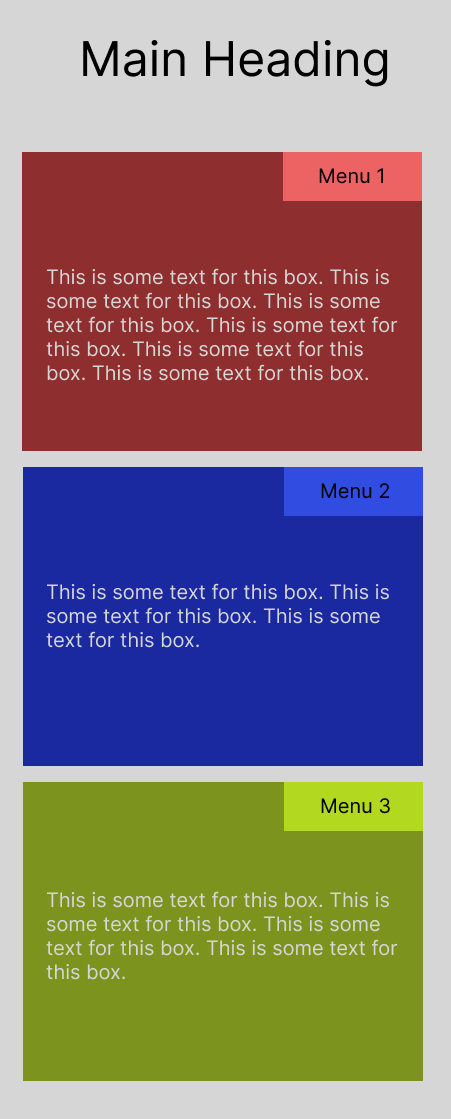 Main Heading
Menu 1
This is some text for this box. This is
some text for this box. This is some
text for this box. This is some text for
this box. This is some text for this
box. This is some text for this box.
Menu 2
This is some text for this box. This is
some text for this box. This is some
text for this box.
Menu 3
This is some text for this box. This is
some text for this box. This is some
text for this box. This is some text for
this box.